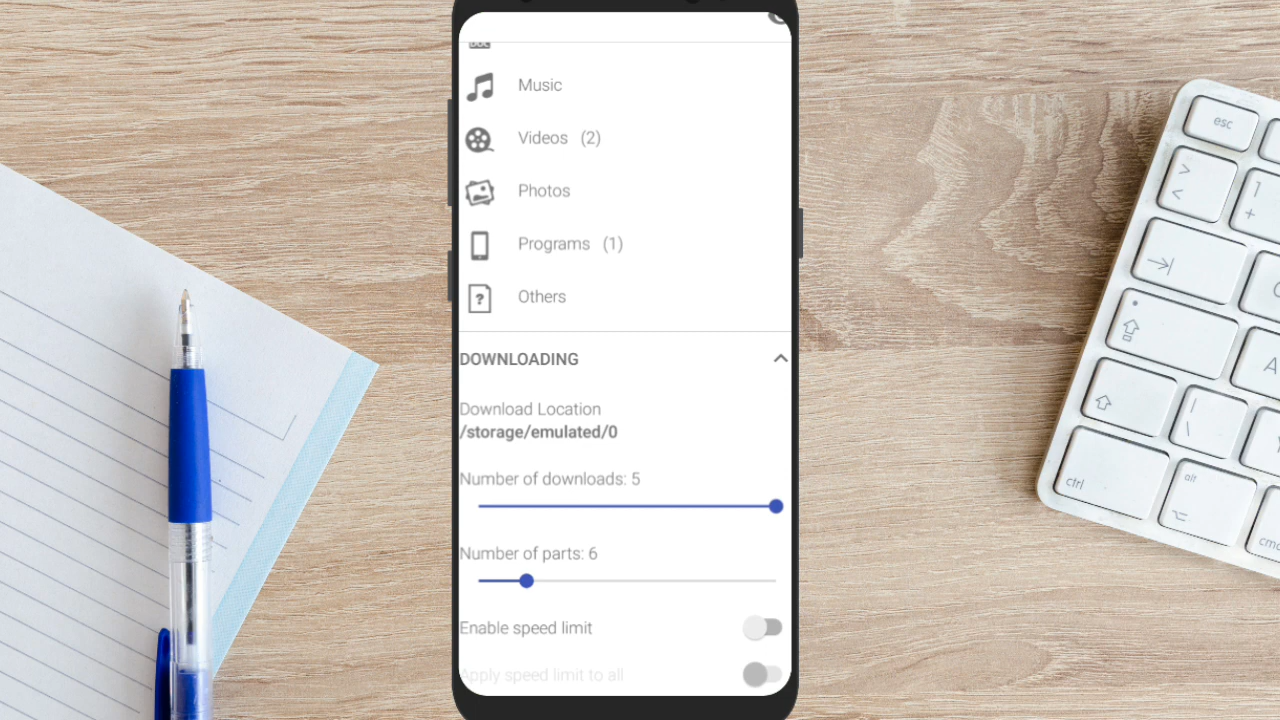 Music
Videos (2)
Photos
Programs (1)
Others
DOWNLOADING
Download Location
/storage/emulated/0
Number of downloads: 5
Number of parts: 6
Enable speed limit
Apply speed limit to all
esc
>
<
1
+
A
|
\
ctrl
alt